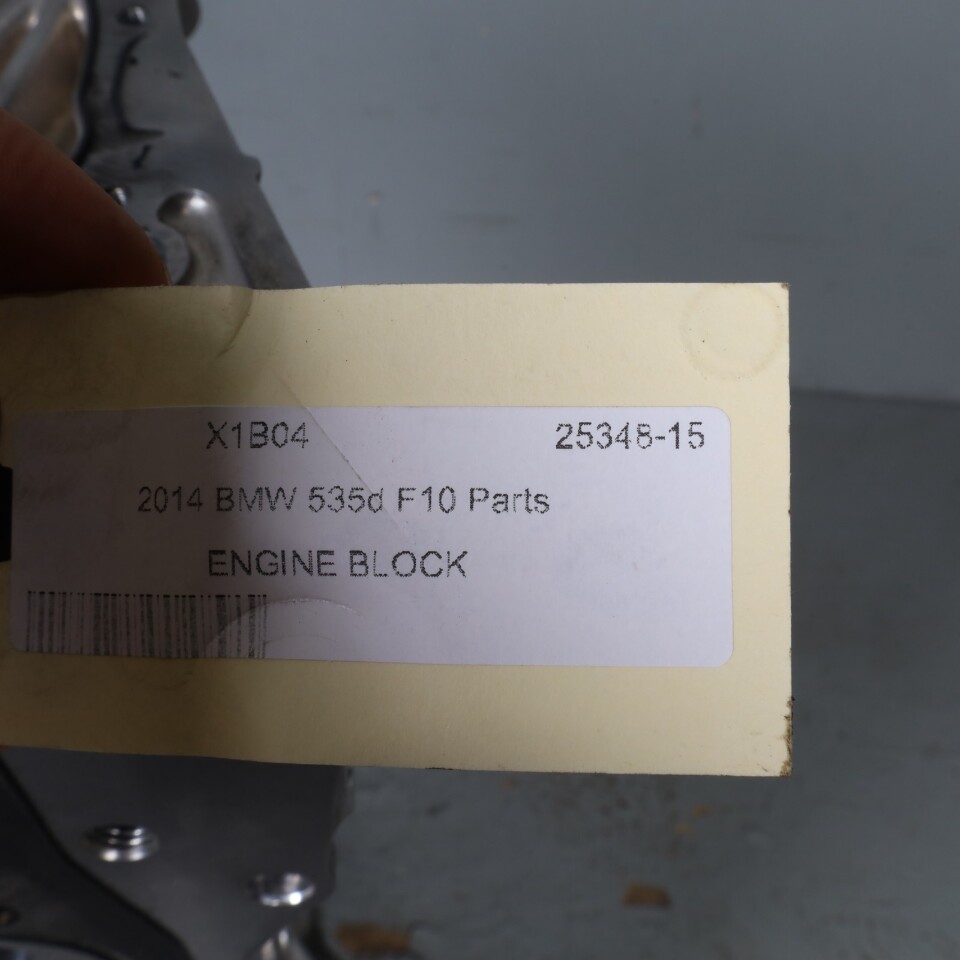 X1B04 25348-15
2014 BMW 535d F10 Parts
ENGINE BLOCK